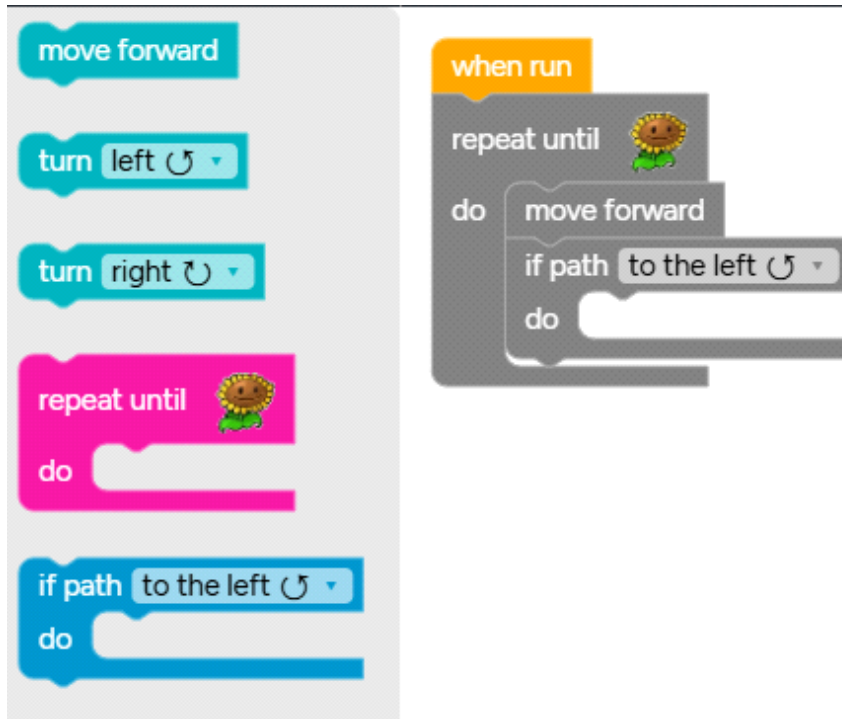 move forward
turn left
turn right
repeat until
do
if path to the left
do
when run
repeat until
do move forward
if path to the left
do